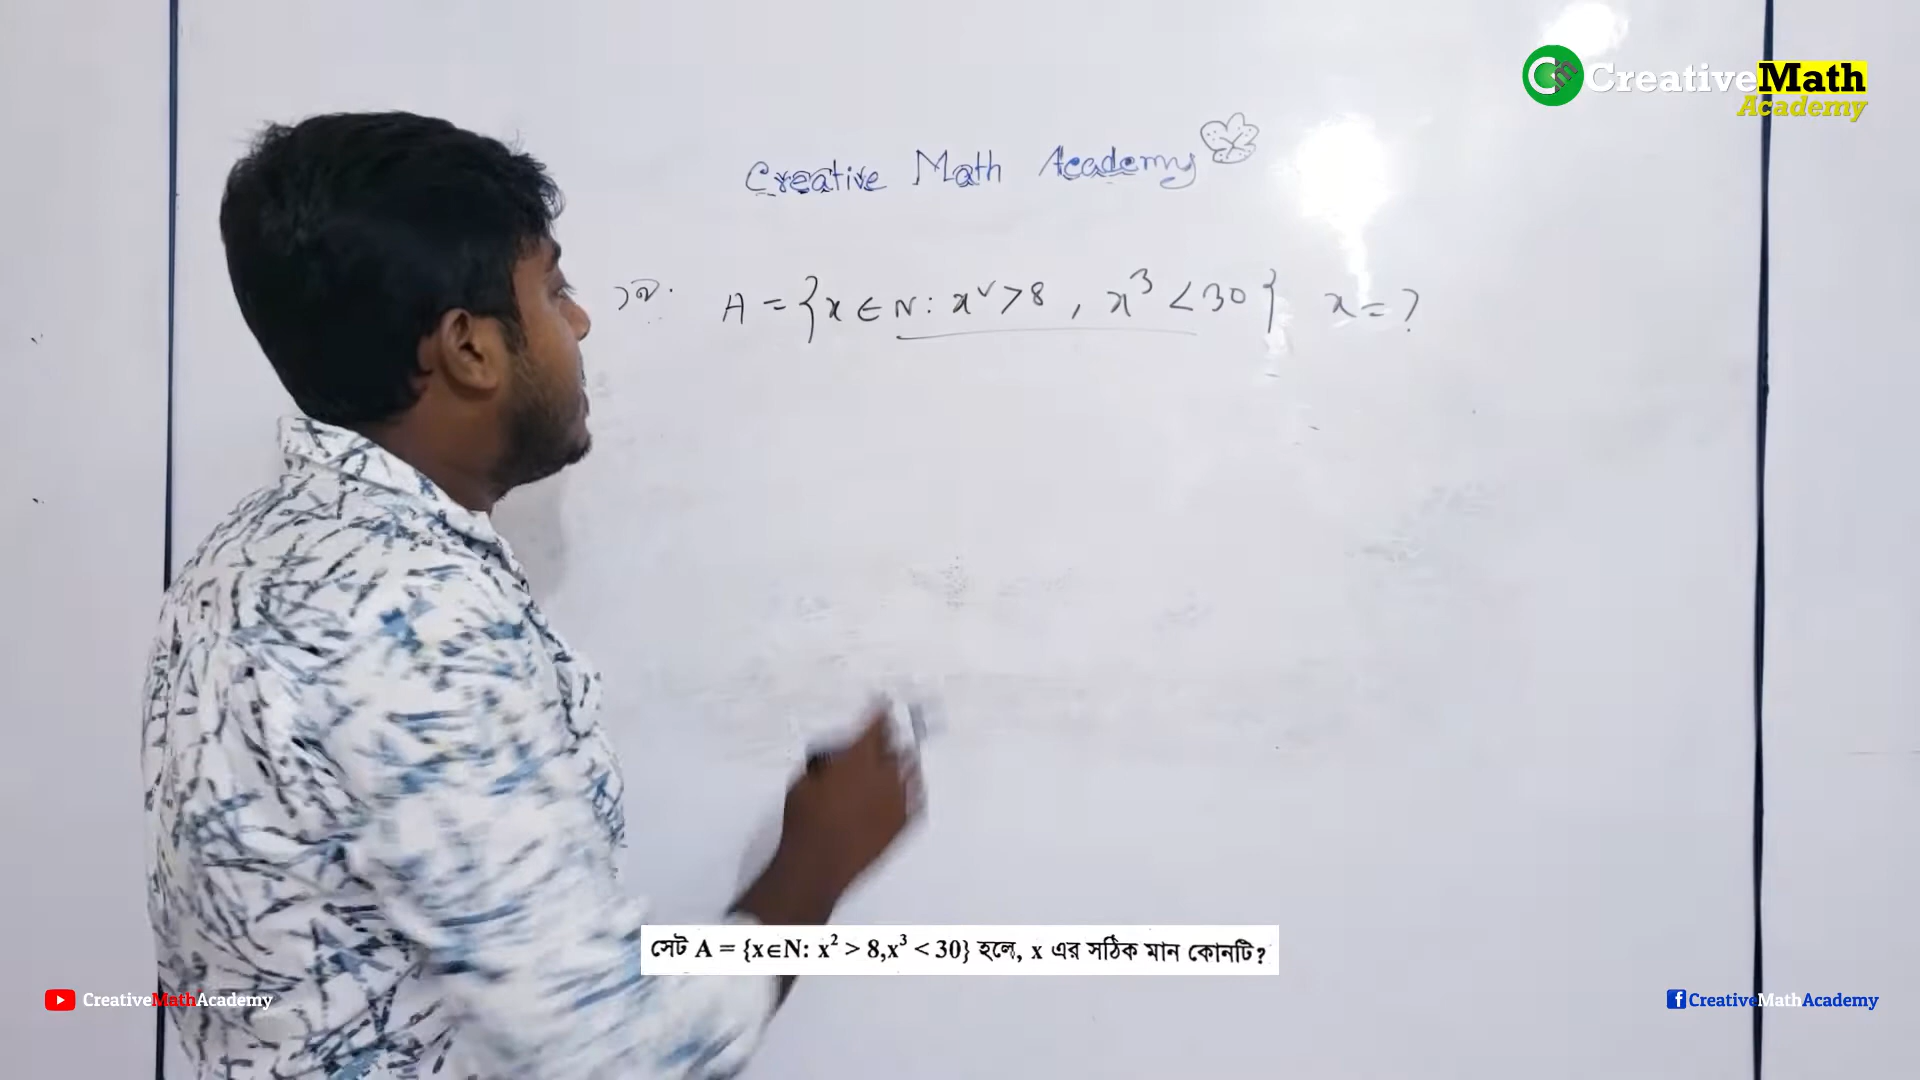 CreativeMath
Academy
Creative Math Academy
A = {x ∈ N: x² > 8, x³ < 30} x = ?
সেট A = {x∈N: x² > 8,x³ < 30} হলে, x এর সঠিক মান কোনটি?
CreativeMathAcademy
CreativeMathAcademy